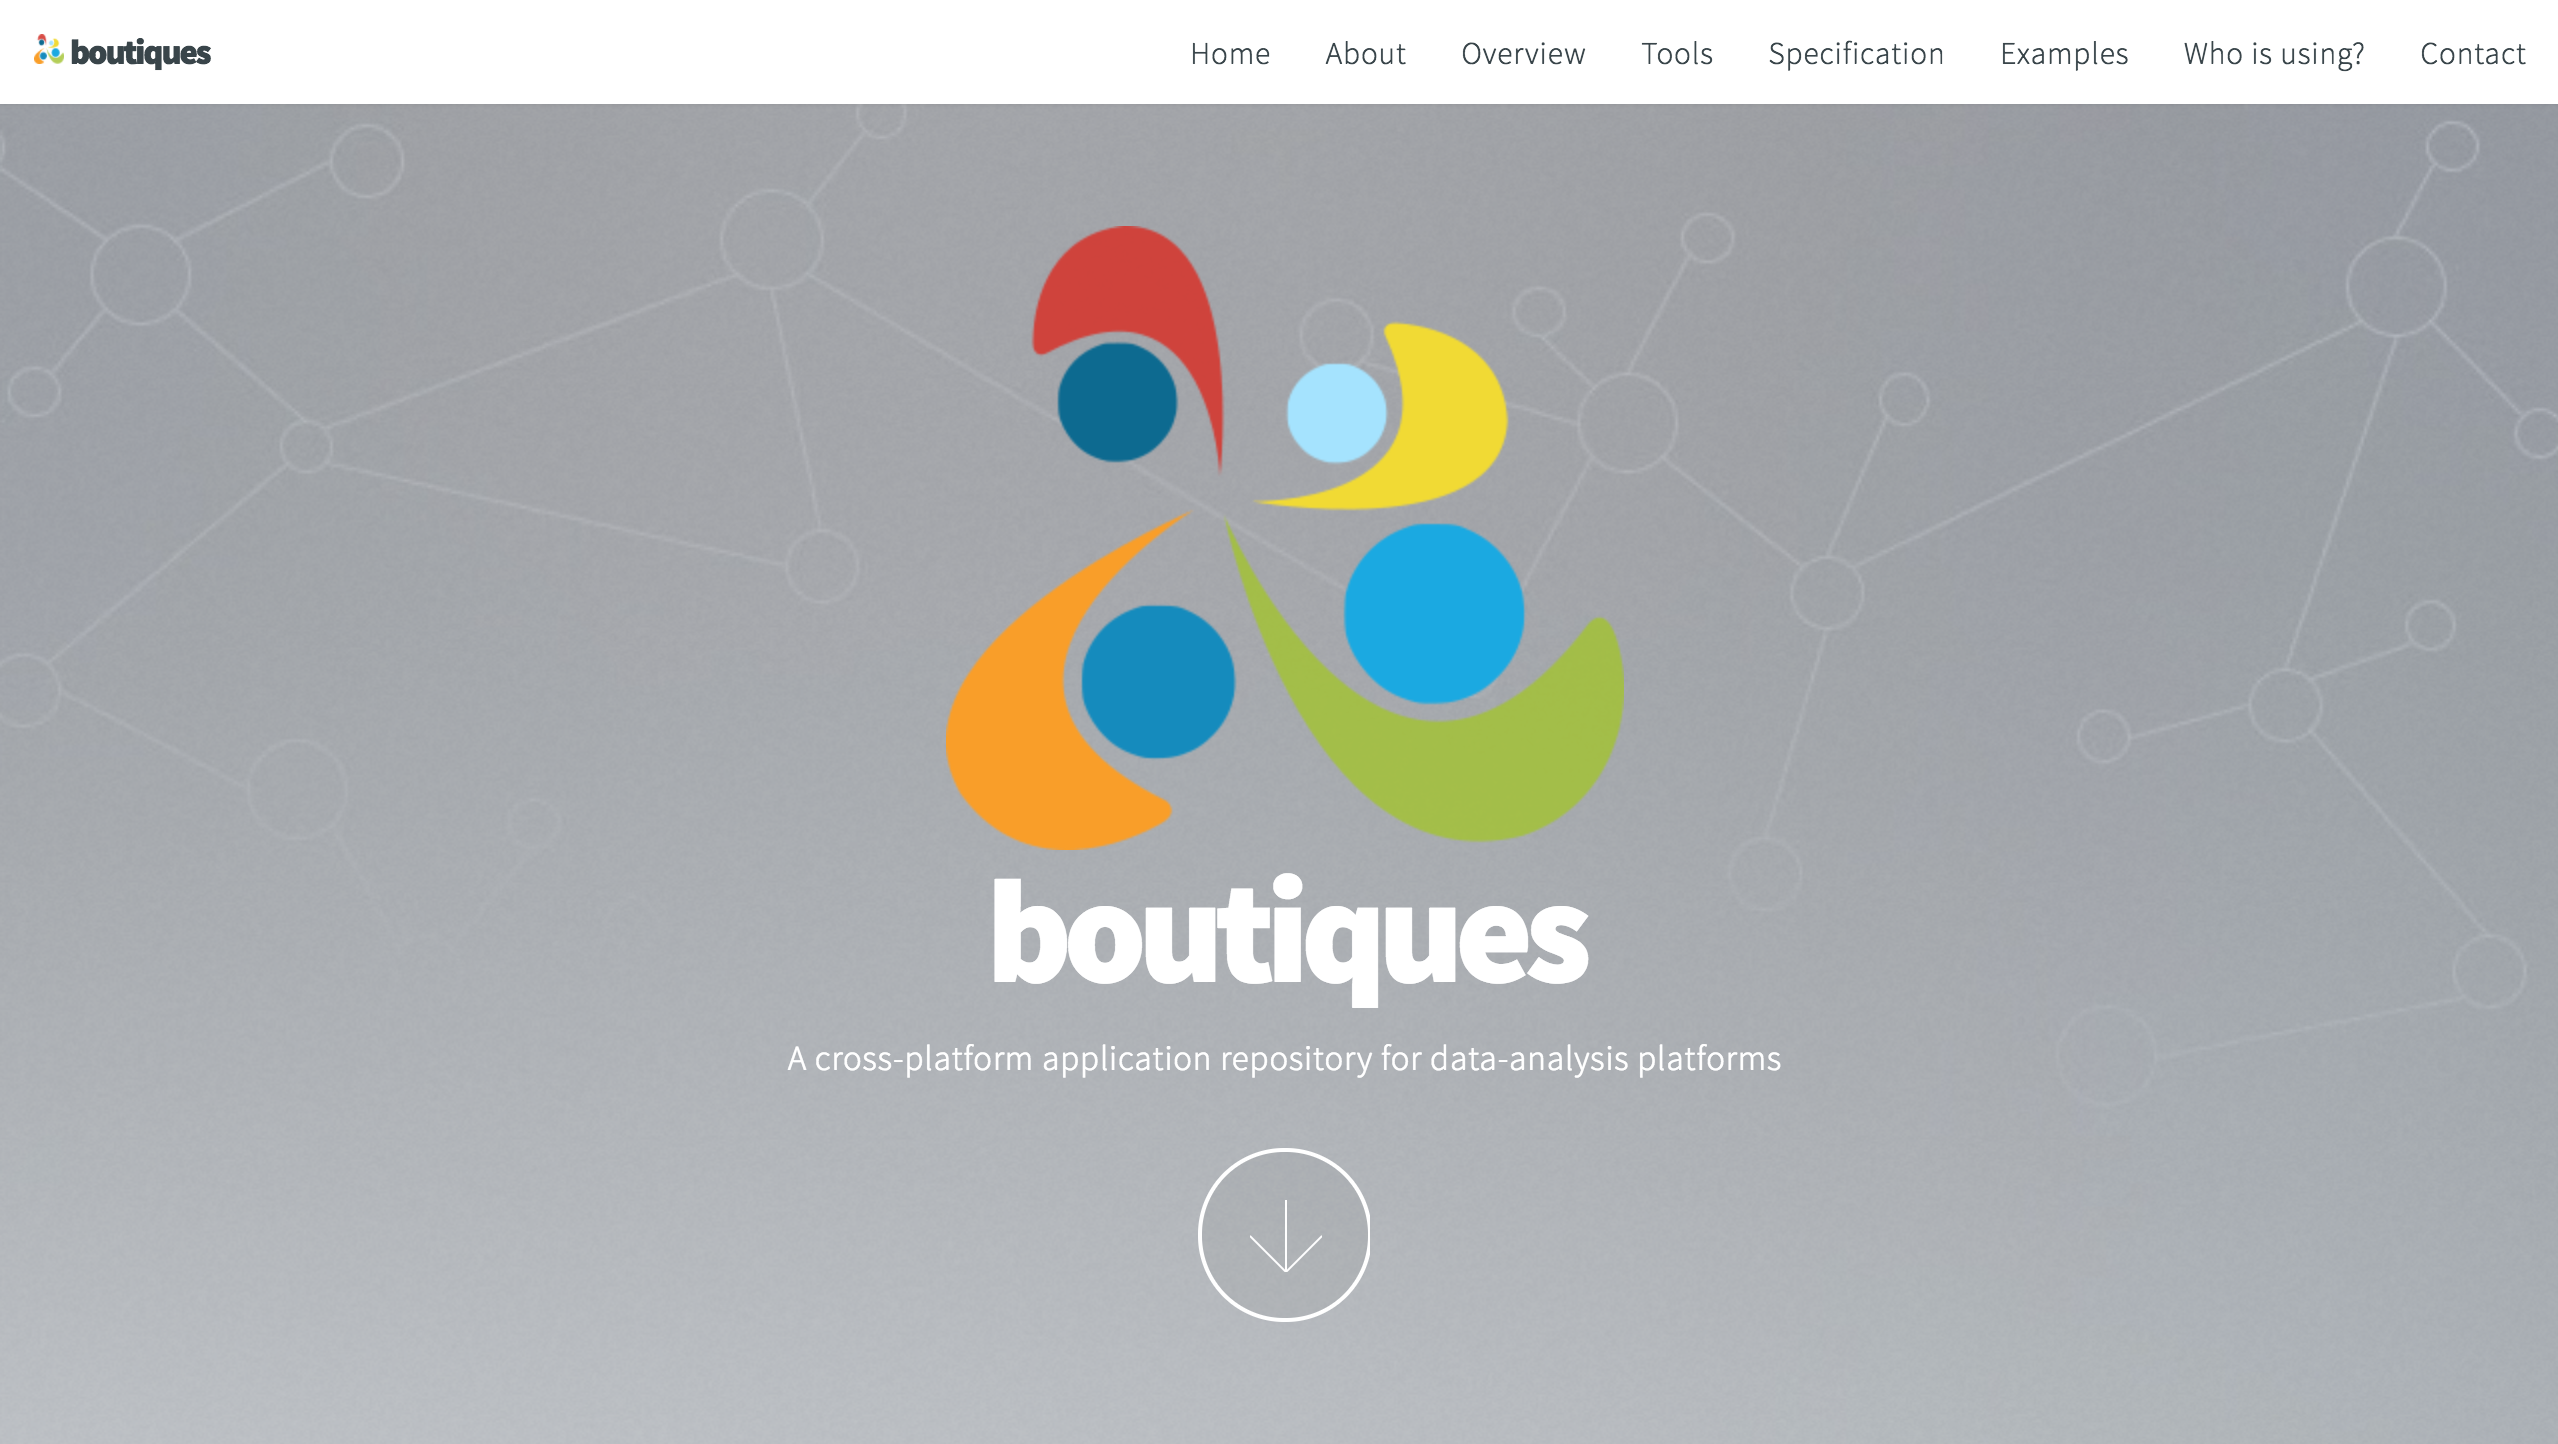 boutiques
Home About Overview Tools Specification Examples Who is using? Contact
boutiques
A cross-platform application repository for data-analysis platforms